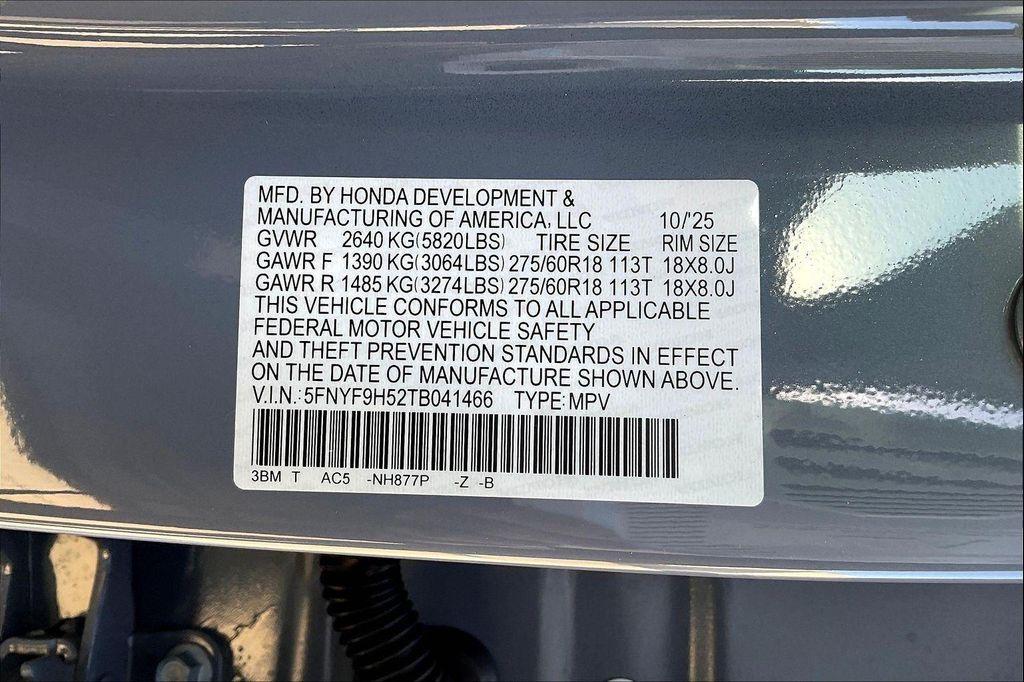 MFD. BY HONDA DEVELOPMENT &
MANUFACTURING OF AMERICA, LLC 10/'25
GVWR 2640 KG(5820LBS) TIRE SIZE RIM SIZE
GAWR F 1390 KG(3064LBS) 275/60R18 113T 18X8.0J
GAWR R 1485 KG(3274LBS) 275/60R18 113T 18X8.0J
THIS VEHICLE CONFORMS TO ALL APPLICABLE
FEDERAL MOTOR VEHICLE SAFETY
AND THEFT PREVENTION STANDARDS IN EFFECT
ON THE DATE OF MANUFACTURE SHOWN ABOVE.
V.I.N.: 5FNYF9H52TB041466 TYPE: MPV
3BM T AC5 -NH877P -Z -B